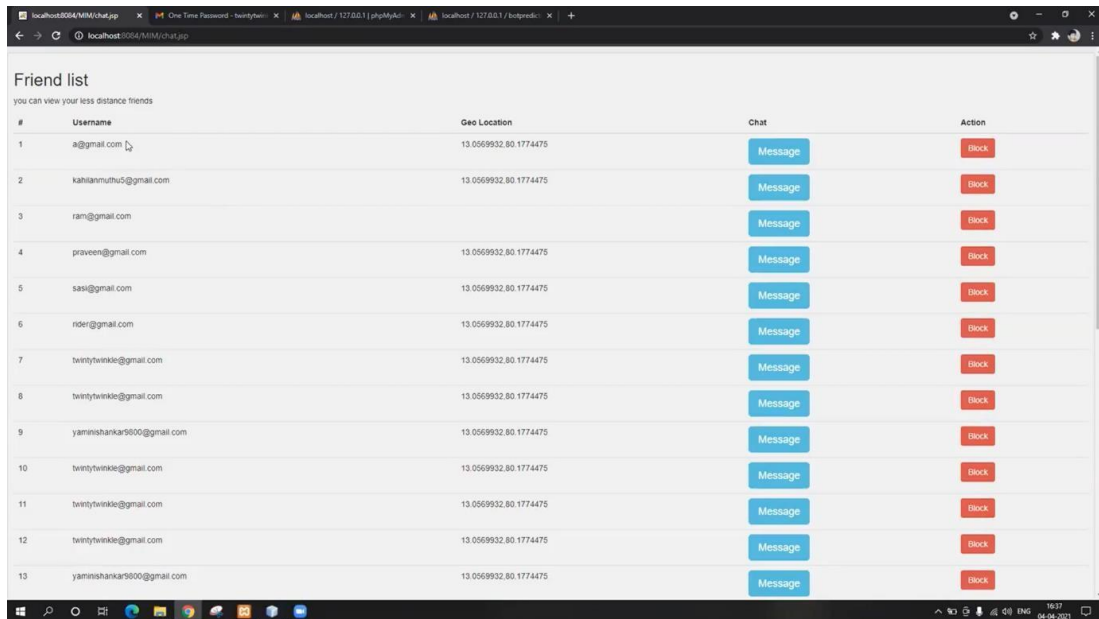 localhost:8084/MIM/chat.jsp One Time Password - twintytwin localhost / 127.0.0.1 | phpMyAd localhost / 127.0.0.1 / botpredic
localhost:8084/MIM/chat.jsp
Friend list
you can view your less distance friends
# Username Geo Location Chat Action
1 a@gmail.com 13.0569932,80.1774475 Message Block
2 kahilanmuthu5@gmail.com 13.0569932,80.1774475 Message Block
3 ram@gmail.com Message Block
4 praveen@gmail.com 13.0569932,80.1774475 Message Block
5 sasi@gmail.com 13.0569932,80.1774475 Message Block
6 rider@gmail.com 13.0569932,80.1774475 Message Block
7 twintytwinkle@gmail.com 13.0569932,80.1774475 Message Block
8 twintytwinkle@gmail.com 13.0569932,80.1774475 Message Block
9 yaminishankar9800@gmail.com 13.0569932,80.1774475 Message Block
10 twintytwinkle@gmail.com 13.0569932,80.1774475 Message Block
11 twintytwinkle@gmail.com 13.0569932,80.1774475 Message Block
12 twintytwinkle@gmail.com 13.0569932,80.1774475 Message Block
13 yaminishankar9800@gmail.com 13.0569932,80.1774475 Message Block
ENG 16:37
04-04-2021